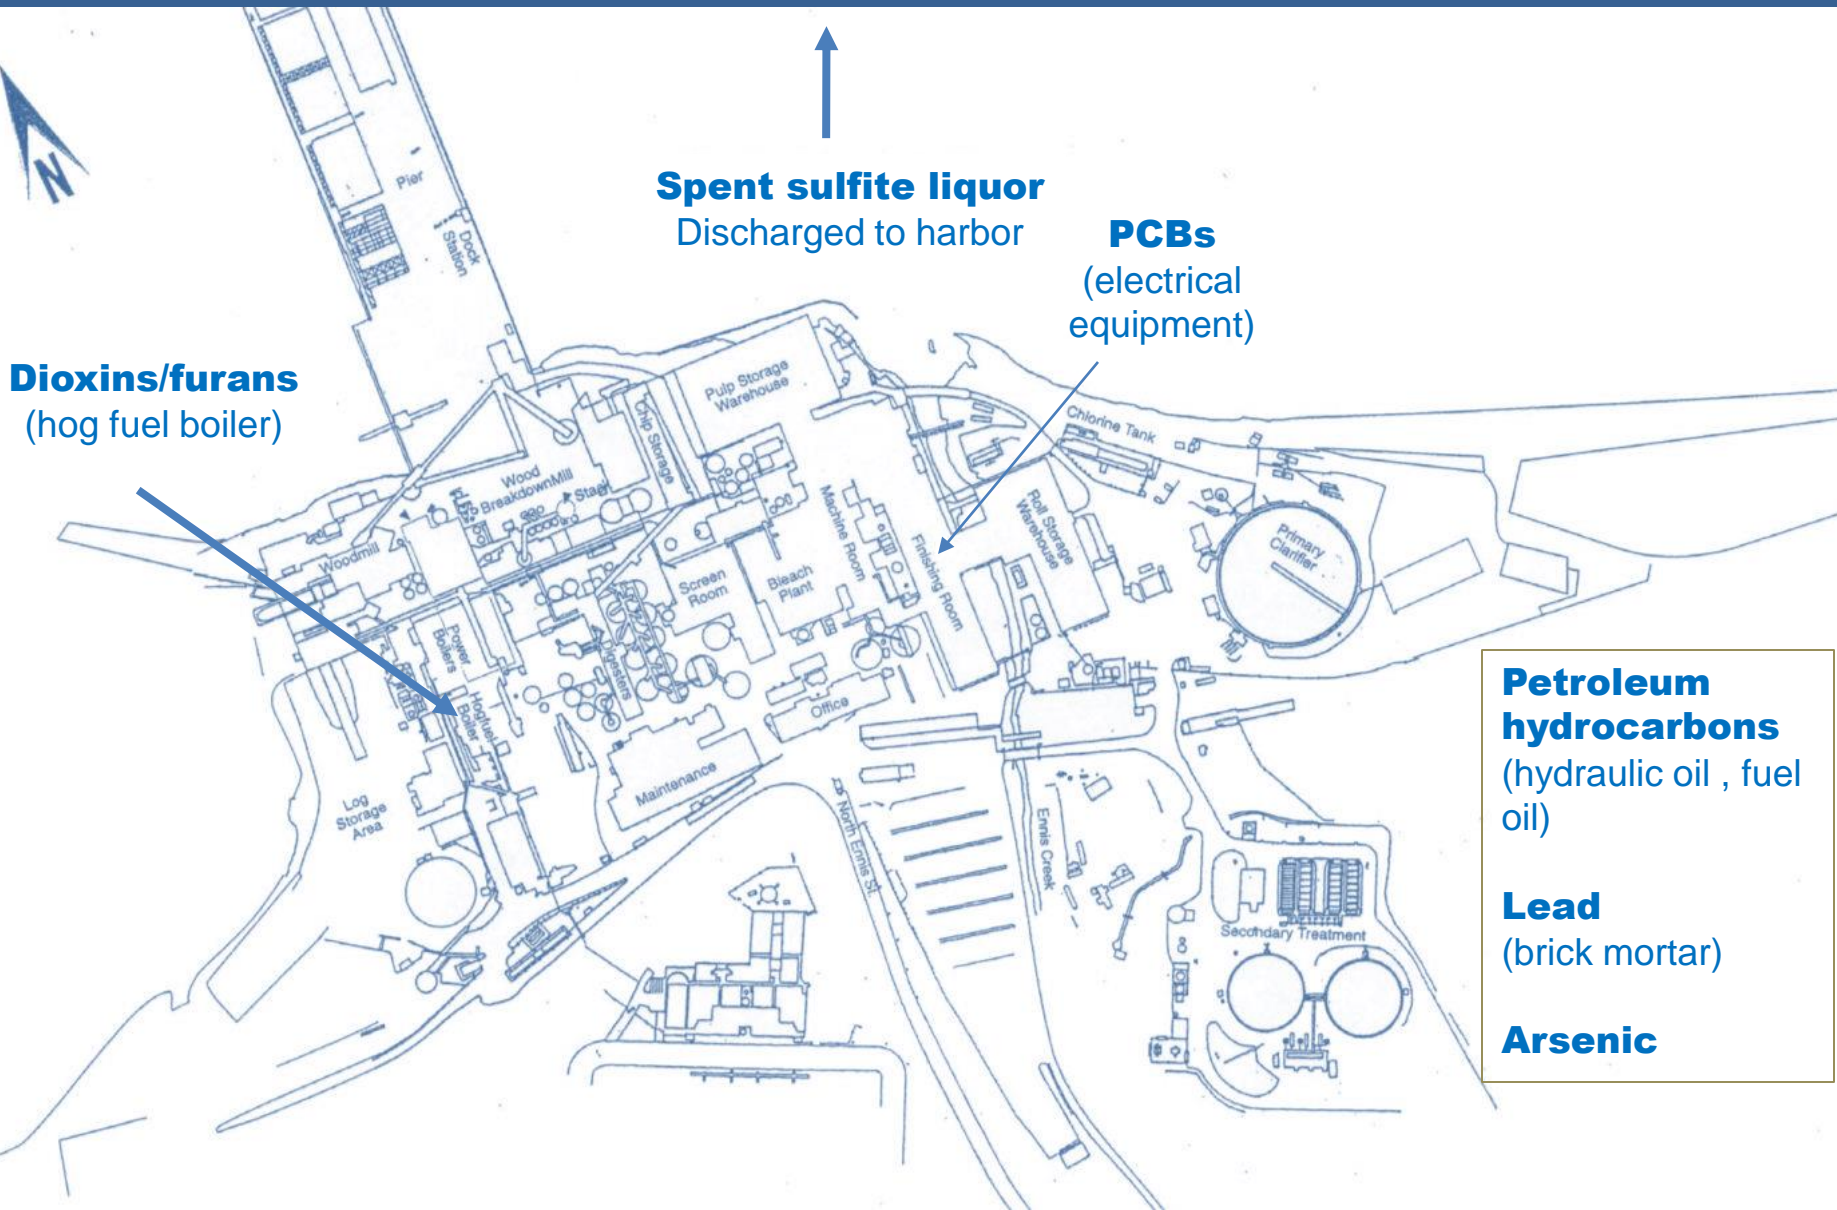 N
Pier
Dock
Station
Spent sulfite liquor
Discharged to harbor
PCBs
(electrical
equipment)
Dioxins/furans
(hog fuel boiler)
Pulp Storage
Warehouse
Chip Storage
Chlorine Tank
Wood
BreakdownMill
Stack
Woodmill
Machine Room
Roll Storage
Warehouse
Primary
Clarifier
Finishing Room
Screen
Room
Bleach
Plant
Power
Boilers
Digesters
Hogfuel
Boiler
Office
Maintenance
Log
Storage
Area
North Ennis St.
Ennis Creek
Secondary Treatment
Petroleum
hydrocarbons
(hydraulic oil , fuel
oil)
Lead
(brick mortar)
Arsenic